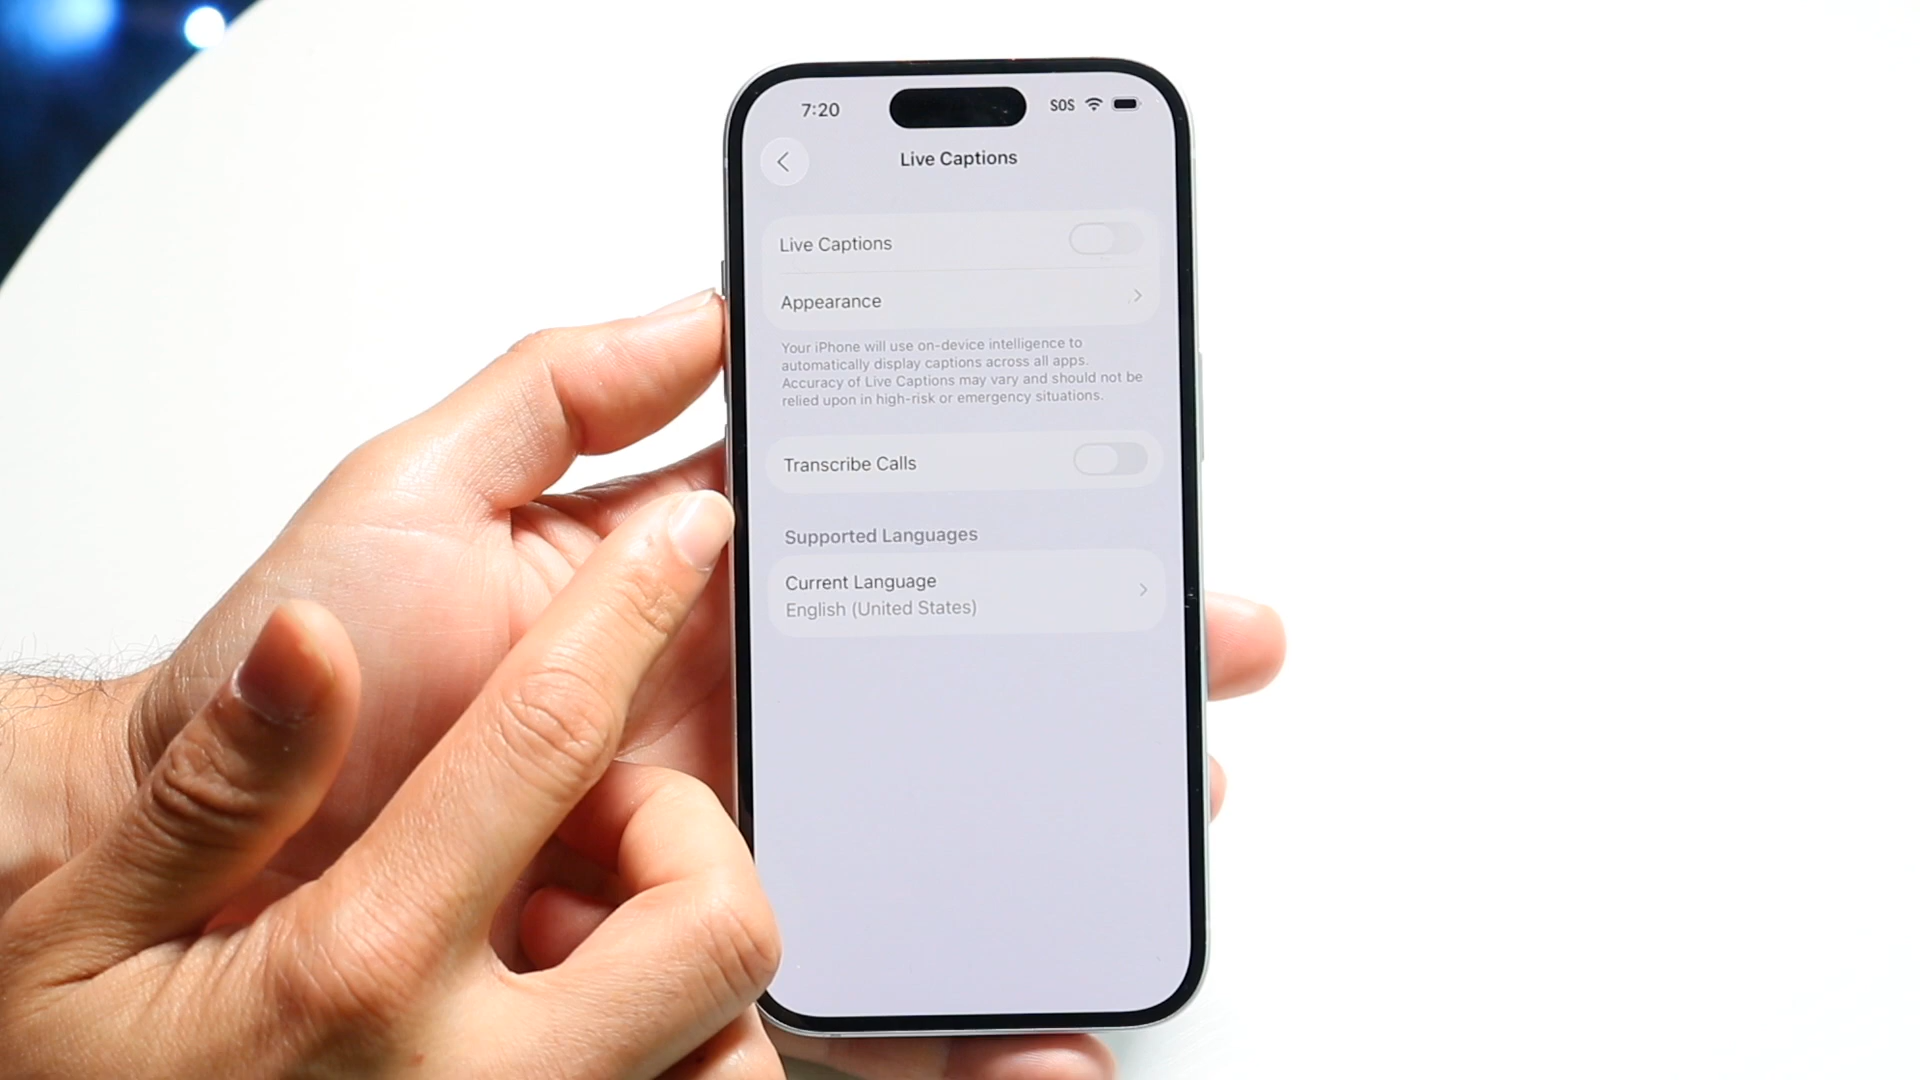 7:20
SOS
Live Captions
Live Captions
Appearance
Your iPhone will use on-device intelligence to
automatically display captions across all apps.
Accuracy of Live Captions may vary and should not be
relied upon in high-risk or emergency situations.
Transcribe Calls
Supported Languages
Current Language
English (United States)